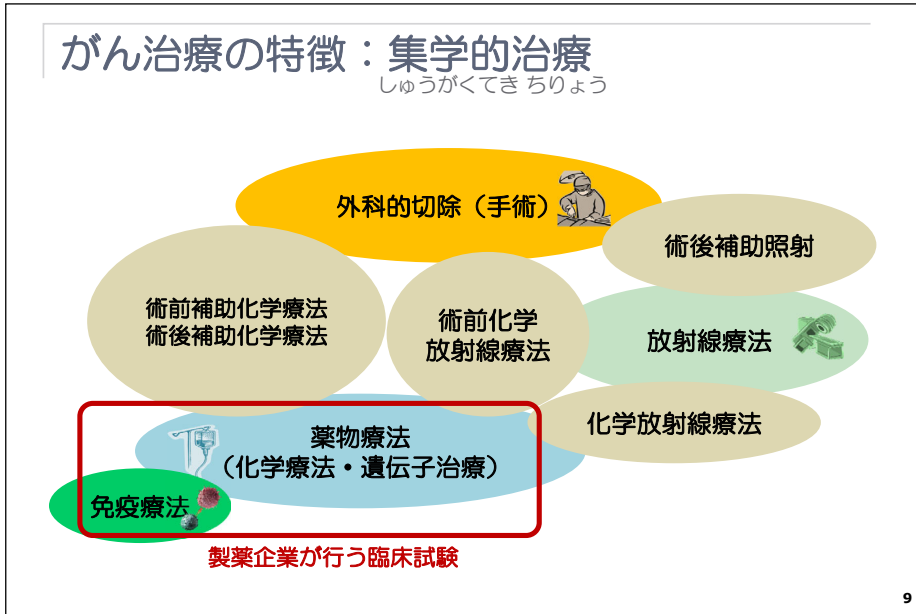 がん治療の特徴：集学的治療
しゅうがくてき ちりょう
外科的切除（手術）
術後補助照射
術前補助化学療法
術後補助化学療法
術前化学
放射線療法
放射線療法
化学放射線療法
薬物療法
（化学療法・遺伝子治療）
免疫療法
製薬企業が行う臨床試験
9